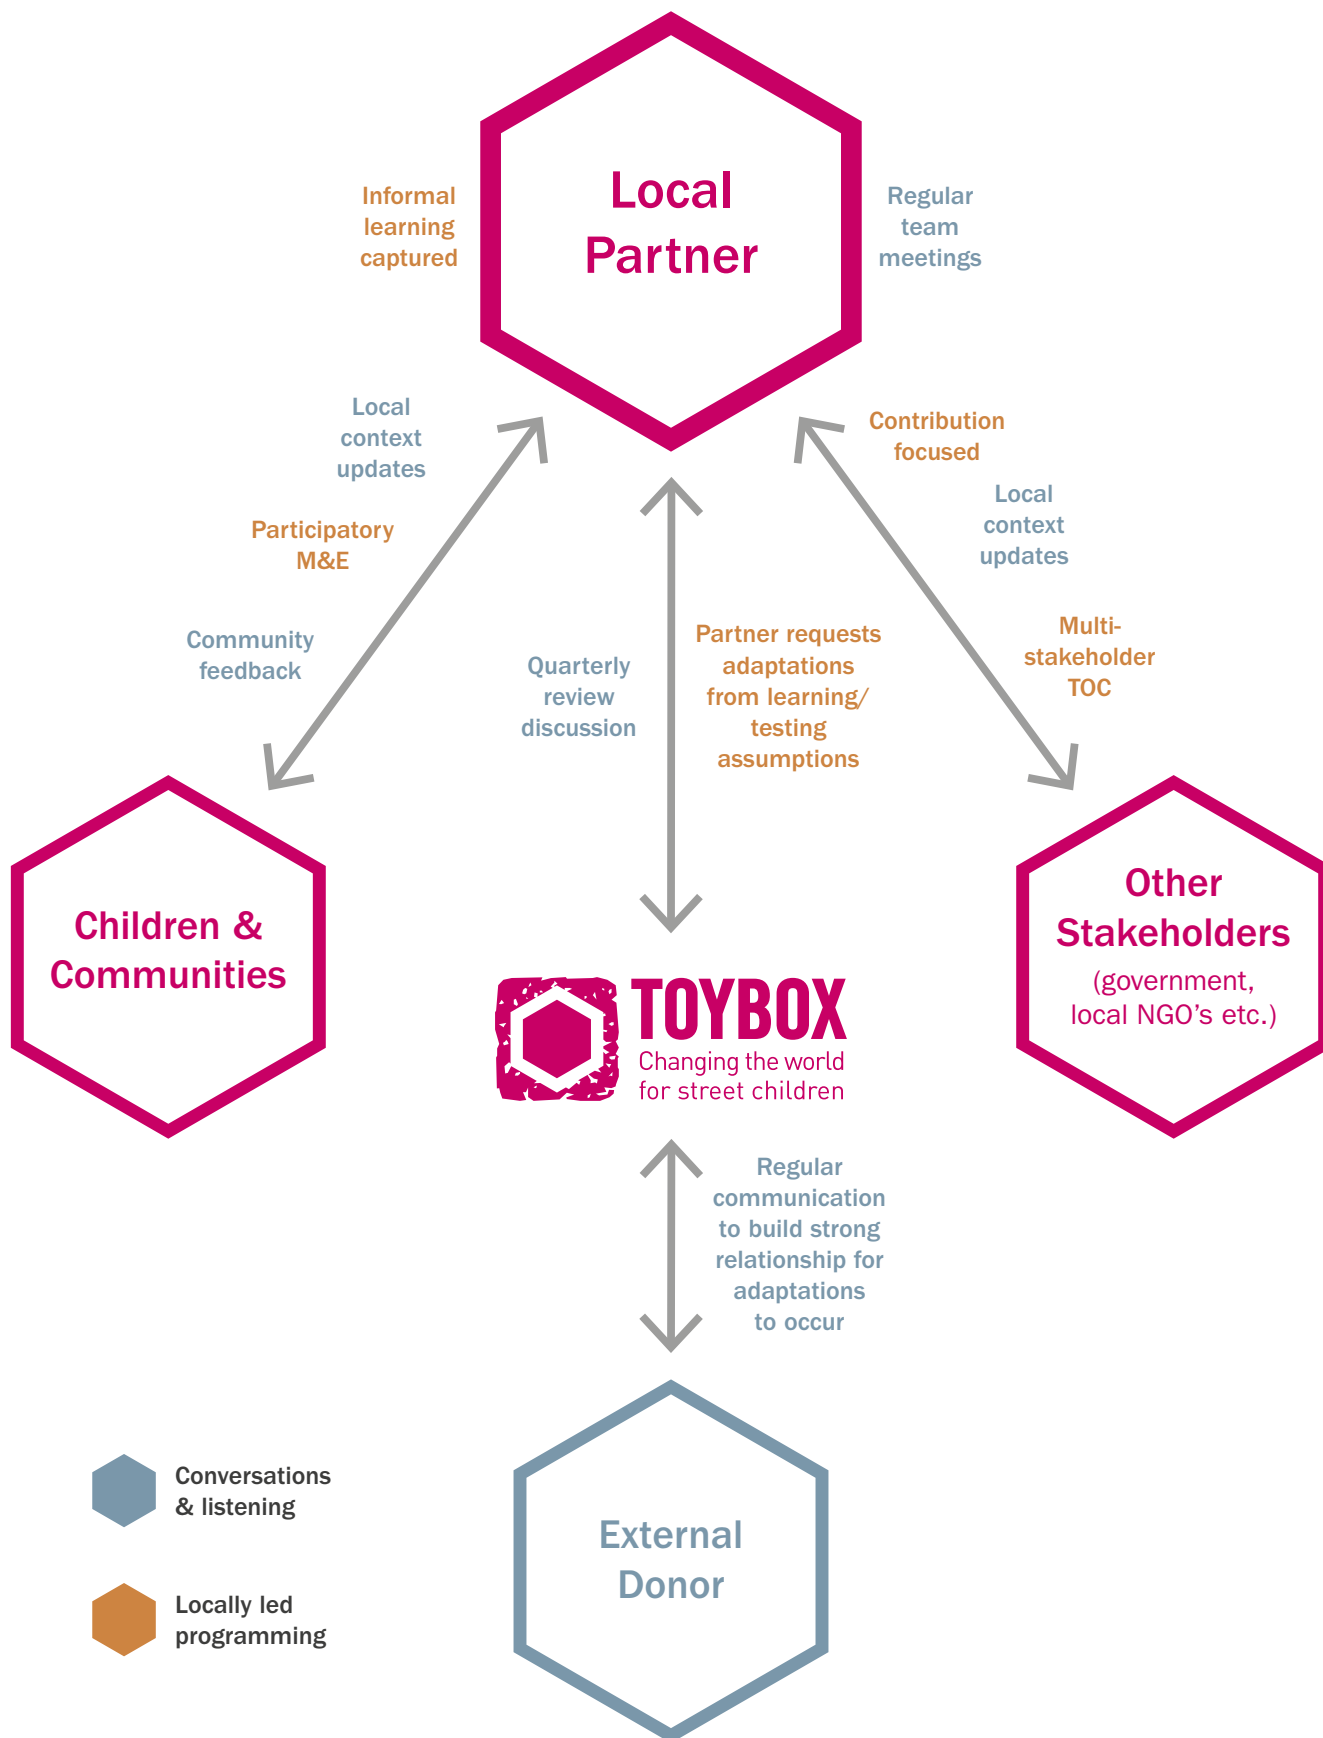 Local
Partner
Informal
learning
captured
Regular
team
meetings
Local
context
updates
Participatory
M&E
Community
feedback
Contribution
focused
Local
context
updates
Multi-
stakeholder
TOC
Quarterly
review
discussion
Partner requests
adaptations
from learning/
testing
assumptions
Children &
Communities
TOYBOX
Changing the world
for street children
Other
Stakeholders
(government,
local NGO’s etc.)
Regular
communication
to build strong
relationship for
adaptations
to occur
External
Donor
Conversations
& listening
Locally led
programming